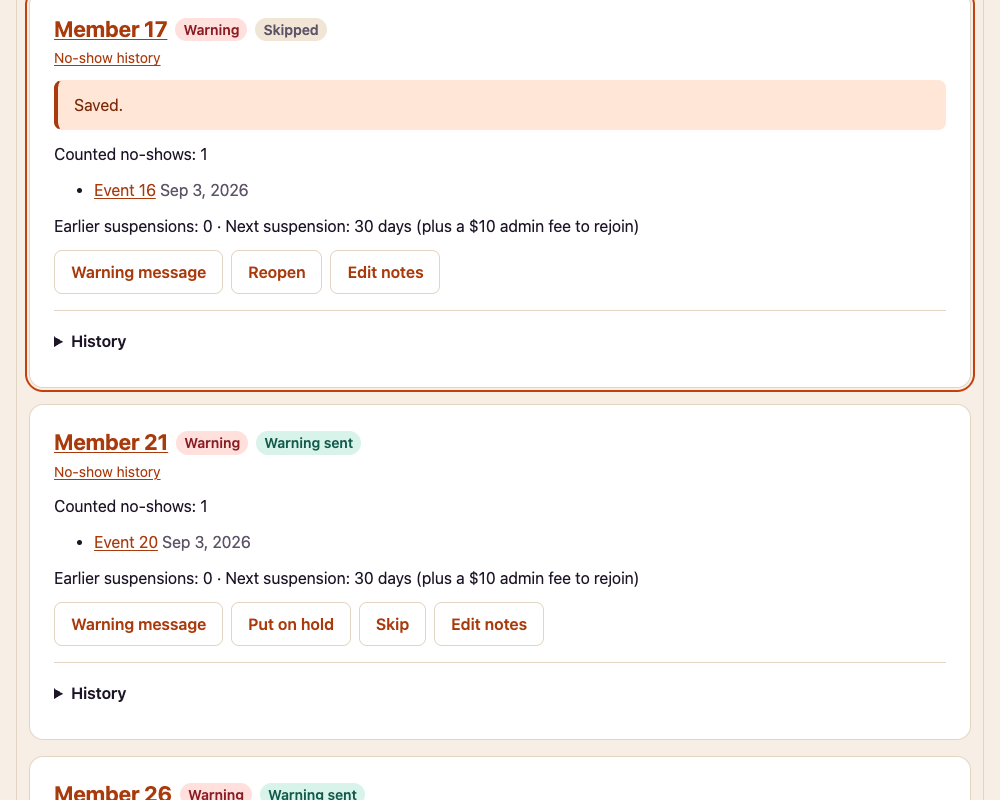 Member 17 Warning Skipped
No-show history
Saved.
Counted no-shows: 1
• Event 16 Sep 3, 2026
Earlier suspensions: 0 · Next suspension: 30 days (plus a $10 admin fee to rejoin)
Warning message Reopen Edit notes
▶ History
Member 21 Warning Warning sent
No-show history
Counted no-shows: 1
• Event 20 Sep 3, 2026
Earlier suspensions: 0 · Next suspension: 30 days (plus a $10 admin fee to rejoin)
Warning message Put on hold Skip Edit notes
▶ History
Member 26 Warning Warning sent